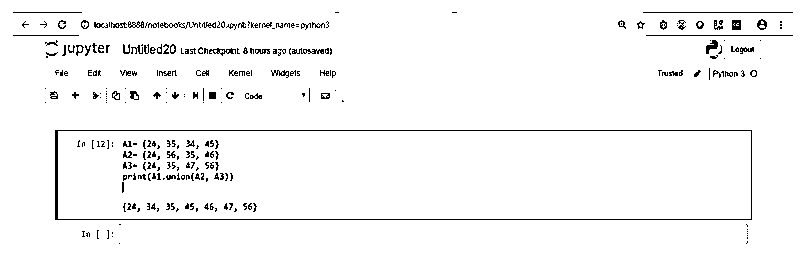 localhost:8888/notebooks/Untitled20.ipynb?kernel_name=python3
jupyter Untitled20 Last Checkpoint: 8 hours ago (autosaved)
Logout
File Edit View Insert Cell Kernel Widgets Help
Trusted Python 3
Code
In [12]: A1= {24, 35, 34, 45}
A2= {24, 56, 35, 46}
A3= {24, 35, 47, 56}
print(A1.union(A2, A3))
{24, 34, 35, 45, 46, 47, 56}
In [ ]: